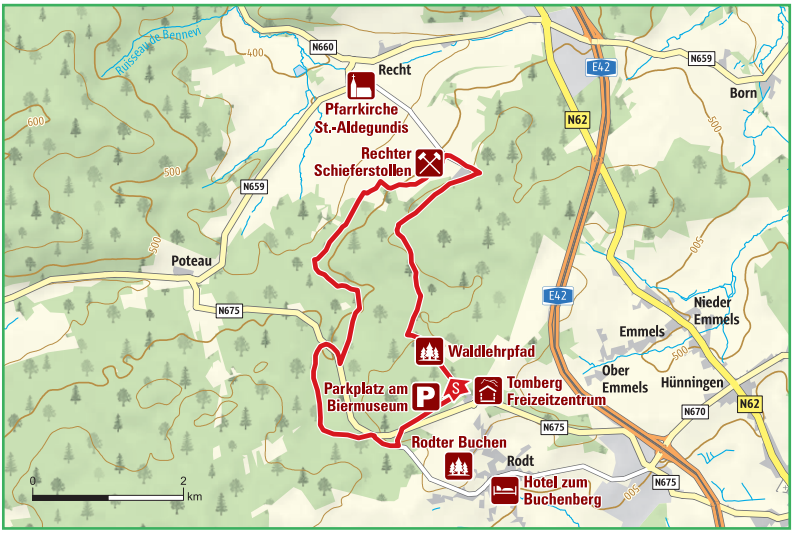 Ruisseau de Bennevi
400
N660
Recht
N659
E42
Born
Pfarrkirche
St.-Aldegundis
600
N62
500
Rechter
Schieferstollen
500
N659
500
500
Poteau
E42
Nieder
Emmels
N675
Emmels
Waldlehrpfad
500
Ober
Emmels
Hünningen
S
Tomberg
Freizeitzentrum
Parkplatz am
Biermuseum
P
N62
N670
N675
Rodter Buchen
Rodt
N675
Hotel zum
Buchenberg
500
0 2
km